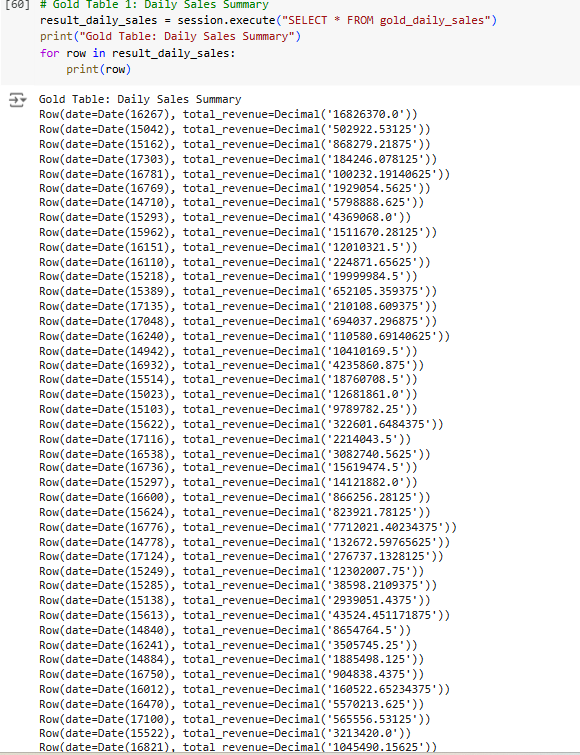 [60] # Gold Table 1: Daily Sales Summary
result_daily_sales = session.execute("SELECT * FROM gold_daily_sales")
print("Gold Table: Daily Sales Summary")
for row in result_daily_sales:
    print(row)
Gold Table: Daily Sales Summary
Row(date=Date(16267), total_revenue=Decimal('16826370.0'))
Row(date=Date(15042), total_revenue=Decimal('502922.53125'))
Row(date=Date(15162), total_revenue=Decimal('868279.21875'))
Row(date=Date(17303), total_revenue=Decimal('184246.078125'))
Row(date=Date(16781), total_revenue=Decimal('100232.19140625'))
Row(date=Date(16769), total_revenue=Decimal('1929054.5625'))
Row(date=Date(14710), total_revenue=Decimal('5798888.625'))
Row(date=Date(15293), total_revenue=Decimal('4369068.0'))
Row(date=Date(15962), total_revenue=Decimal('1511670.28125'))
Row(date=Date(16151), total_revenue=Decimal('12010321.5'))
Row(date=Date(16110), total_revenue=Decimal('224871.65625'))
Row(date=Date(15218), total_revenue=Decimal('19999984.5'))
Row(date=Date(15389), total_revenue=Decimal('652105.359375'))
Row(date=Date(17135), total_revenue=Decimal('210108.609375'))
Row(date=Date(17048), total_revenue=Decimal('694037.296875'))
Row(date=Date(16240), total_revenue=Decimal('110580.69140625'))
Row(date=Date(14942), total_revenue=Decimal('10410169.5'))
Row(date=Date(16932), total_revenue=Decimal('4235860.875'))
Row(date=Date(15514), total_revenue=Decimal('18760708.5'))
Row(date=Date(15023), total_revenue=Decimal('12681861.0'))
Row(date=Date(15103), total_revenue=Decimal('9789782.25'))
Row(date=Date(15622), total_revenue=Decimal('322601.6484375'))
Row(date=Date(17116), total_revenue=Decimal('2214043.5'))
Row(date=Date(16538), total_revenue=Decimal('3082740.5625'))
Row(date=Date(16736), total_revenue=Decimal('15619474.5'))
Row(date=Date(15297), total_revenue=Decimal('14121882.0'))
Row(date=Date(16600), total_revenue=Decimal('866256.28125'))
Row(date=Date(15624), total_revenue=Decimal('823921.78125'))
Row(date=Date(16776), total_revenue=Decimal('7712021.40234375'))
Row(date=Date(14778), total_revenue=Decimal('132672.59765625'))
Row(date=Date(17124), total_revenue=Decimal('276737.1328125'))
Row(date=Date(15249), total_revenue=Decimal('12302007.75'))
Row(date=Date(15285), total_revenue=Decimal('38598.2109375'))
Row(date=Date(15138), total_revenue=Decimal('2939051.4375'))
Row(date=Date(15613), total_revenue=Decimal('43524.451171875'))
Row(date=Date(14840), total_revenue=Decimal('8654764.5'))
Row(date=Date(16241), total_revenue=Decimal('3505745.25'))
Row(date=Date(14884), total_revenue=Decimal('1885498.125'))
Row(date=Date(16750), total_revenue=Decimal('904838.4375'))
Row(date=Date(16012), total_revenue=Decimal('160522.65234375'))
Row(date=Date(16470), total_revenue=Decimal('5570213.625'))
Row(date=Date(17100), total_revenue=Decimal('565556.53125'))
Row(date=Date(15522), total_revenue=Decimal('3213420.0'))
Row(date=Date(16821), total_revenue=Decimal('1045490.15625'))